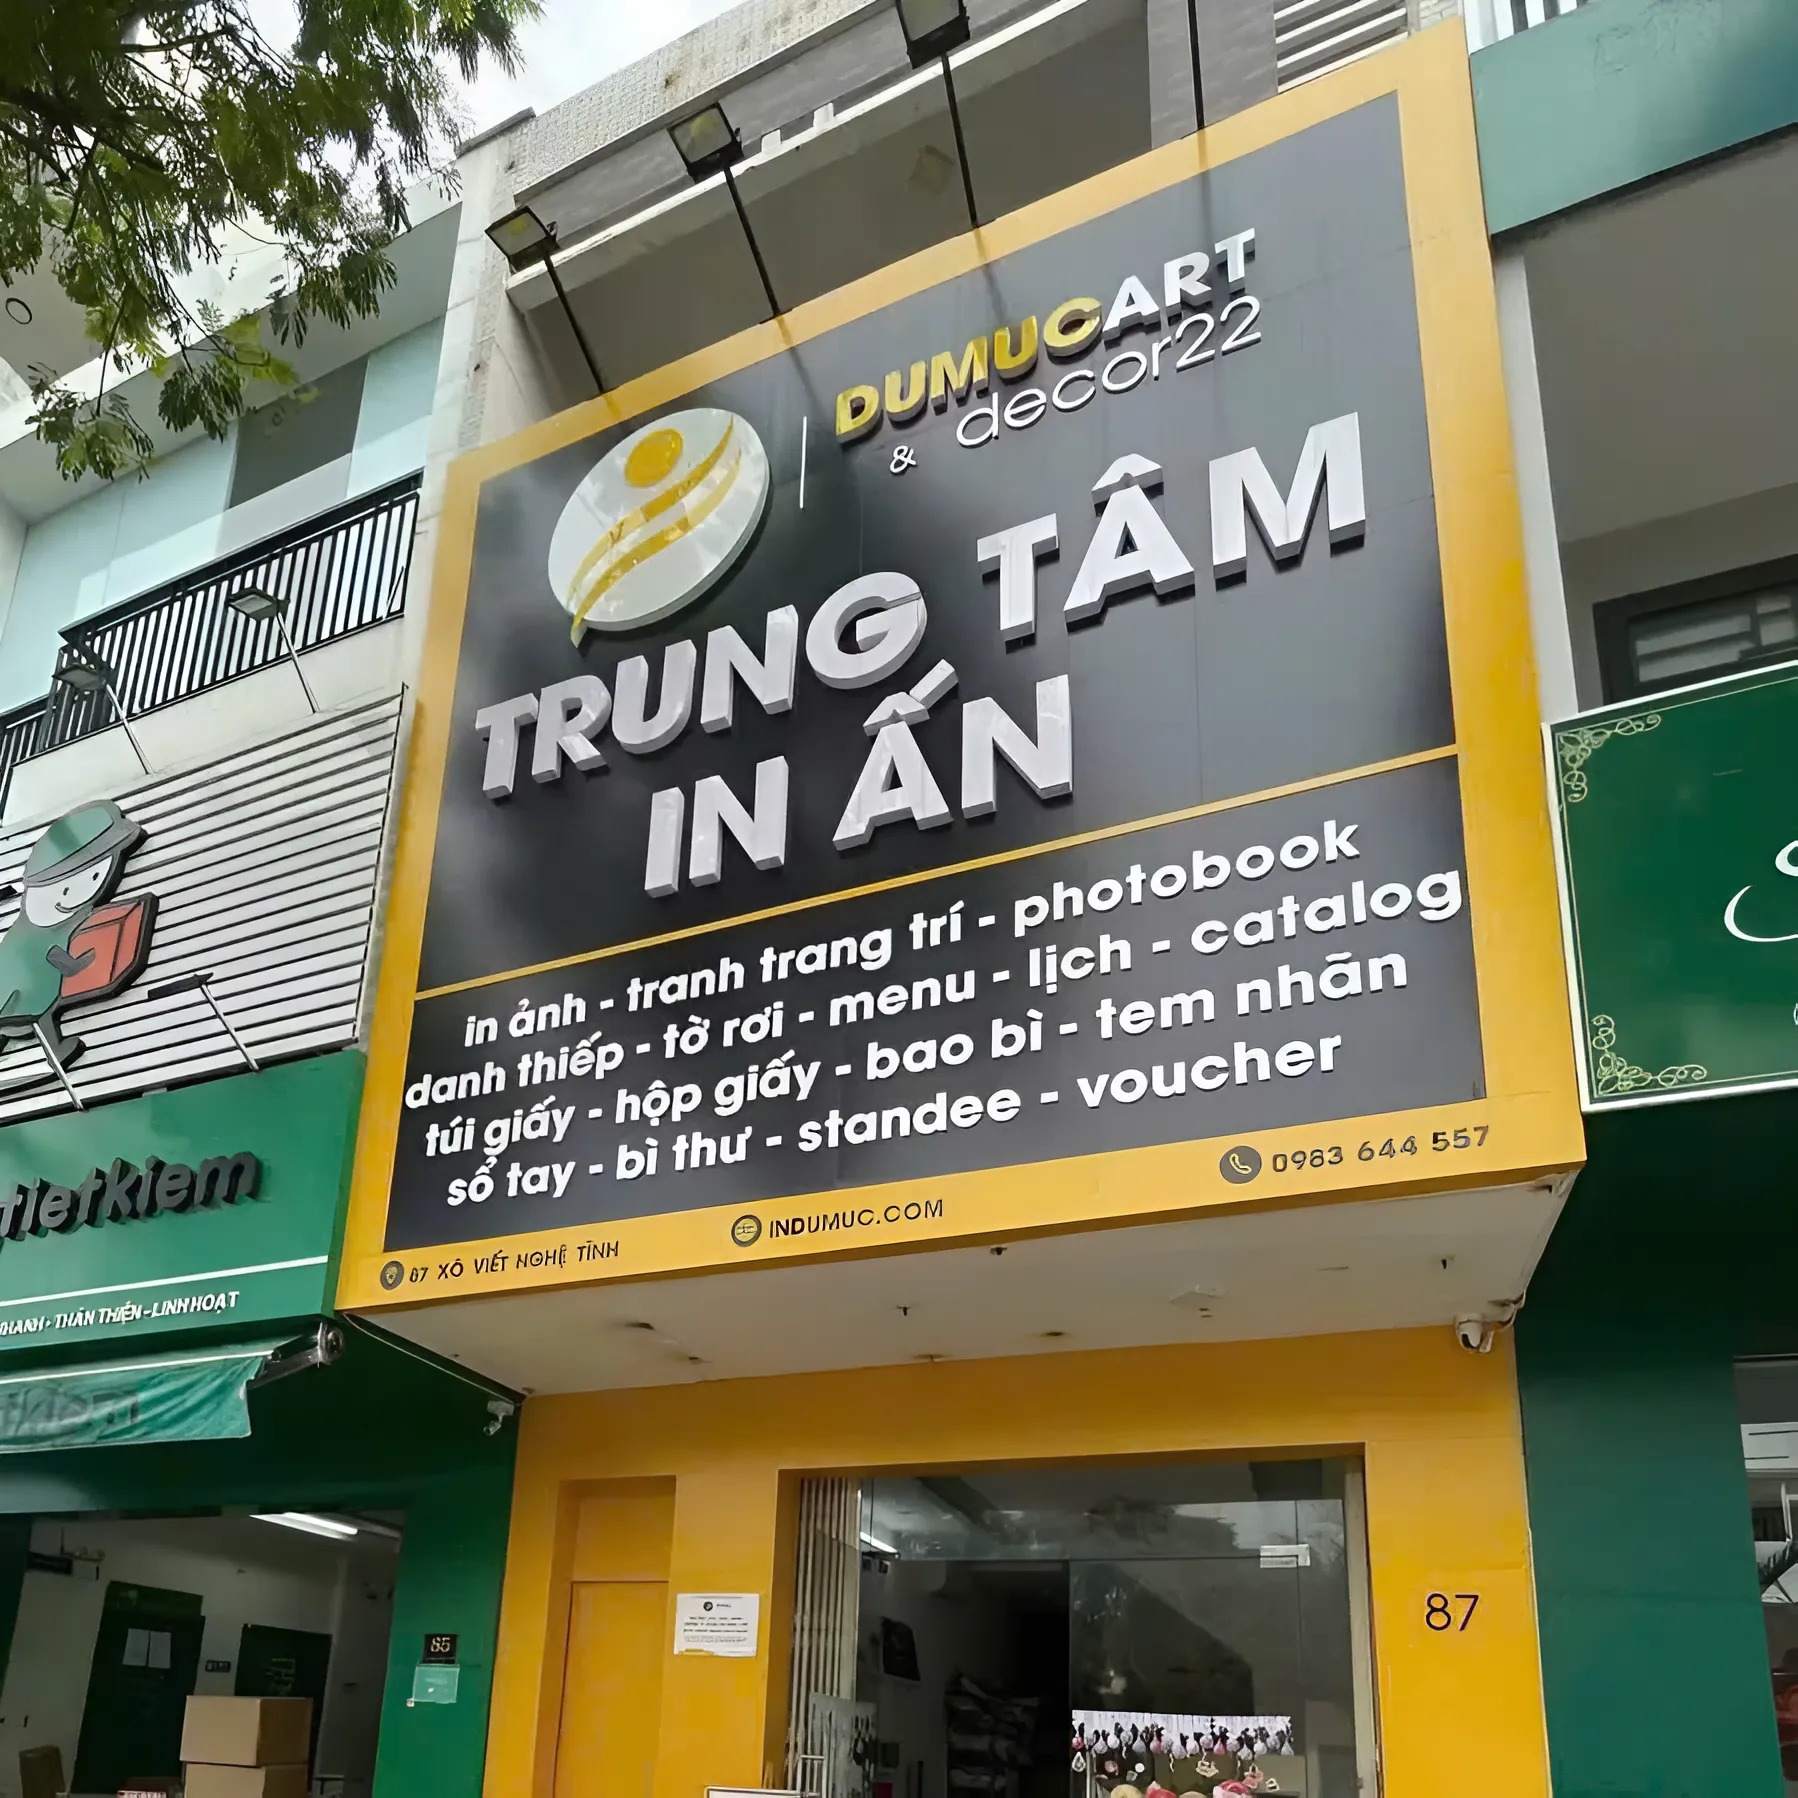 DUMUCART
& decor22
TRUNG TÂM
IN ẤN
in ảnh - tranh trang trí - photobook
danh thiếp - tờ rơi - menu - lịch - catalog
túi giấy - hộp giấy - bao bì - tem nhãn
sổ tay - bì thư - standee - voucher
87 XÔ VIẾT NGHỆ TĨNH
INDUMUC.COM
0983 644 557
tietkiem
NHANH - THÂN THIỆN - LINH HOẠT
85
87